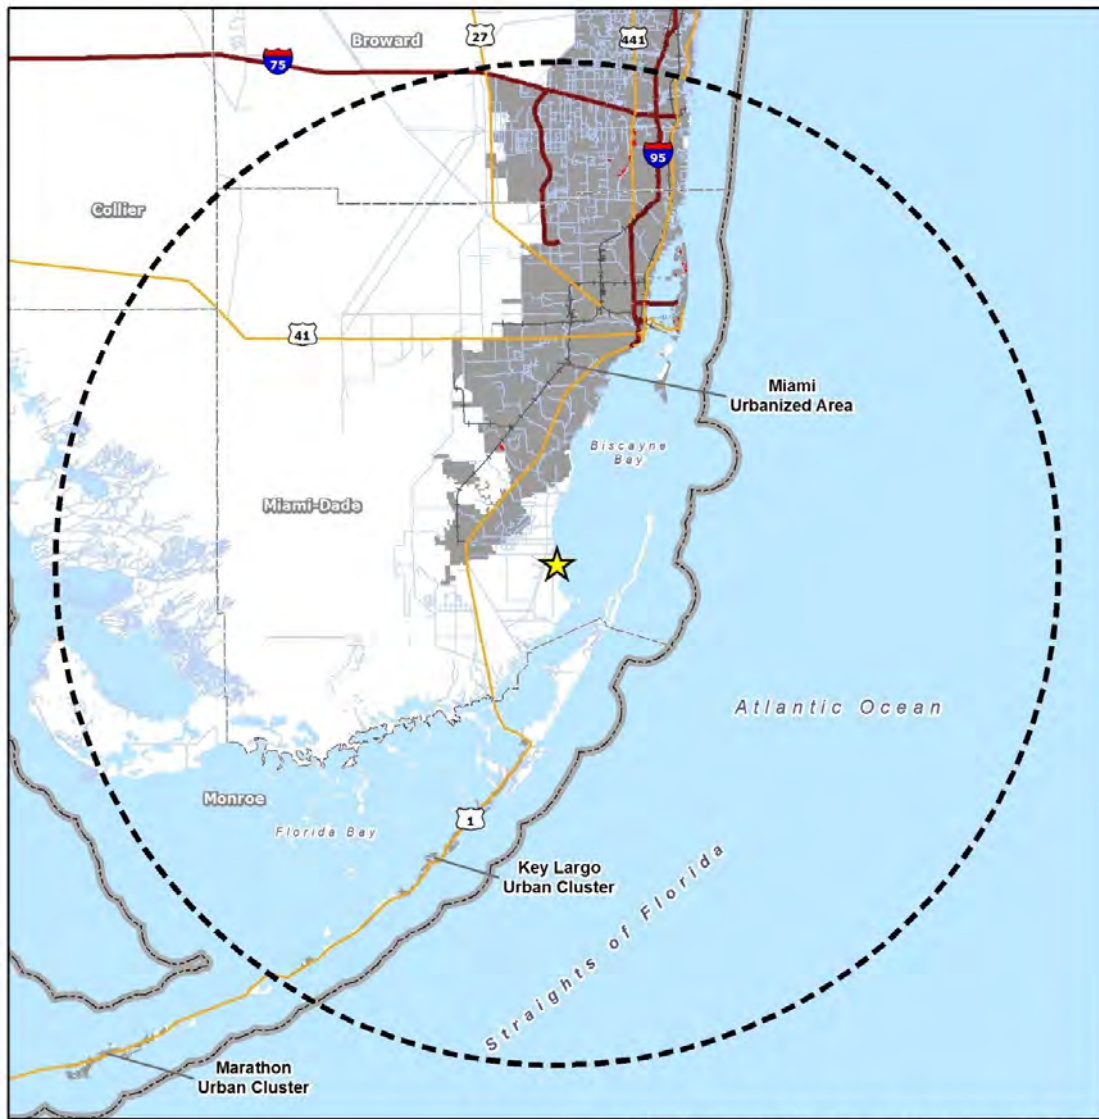 27
Broward
441
75
95
Collier
41
Miami
Urbanized Area
Biscayne
Bay
Miami-Dade
Atlantic Ocean
Monroe
1
Florida Bay
Key Largo
Urban Cluster
Straights of Florida
Marathon
Urban Cluster